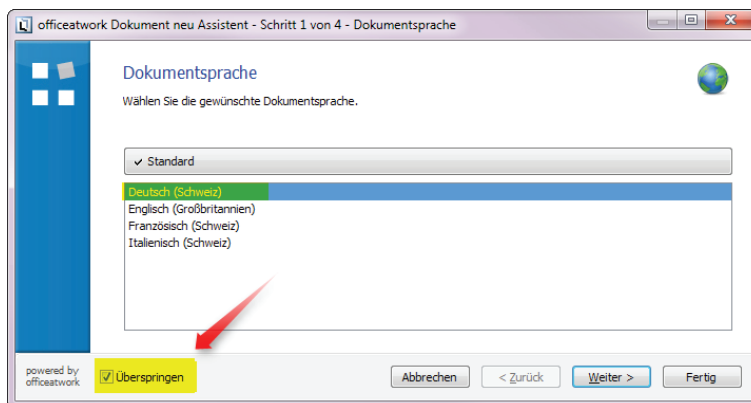 officeatwork Dokument neu Assistent - Schritt 1 von 4 - Dokumentsprache
Dokumentsprache
Wählen Sie die gewünschte Dokumentsprache.
Standard
Deutsch (Schweiz)
Englisch (Großbritannien)
Französisch (Schweiz)
Italienisch (Schweiz)
powered by
officeatwork
Überspringen
Abbrechen
< Zurück
Weiter >
Fertig